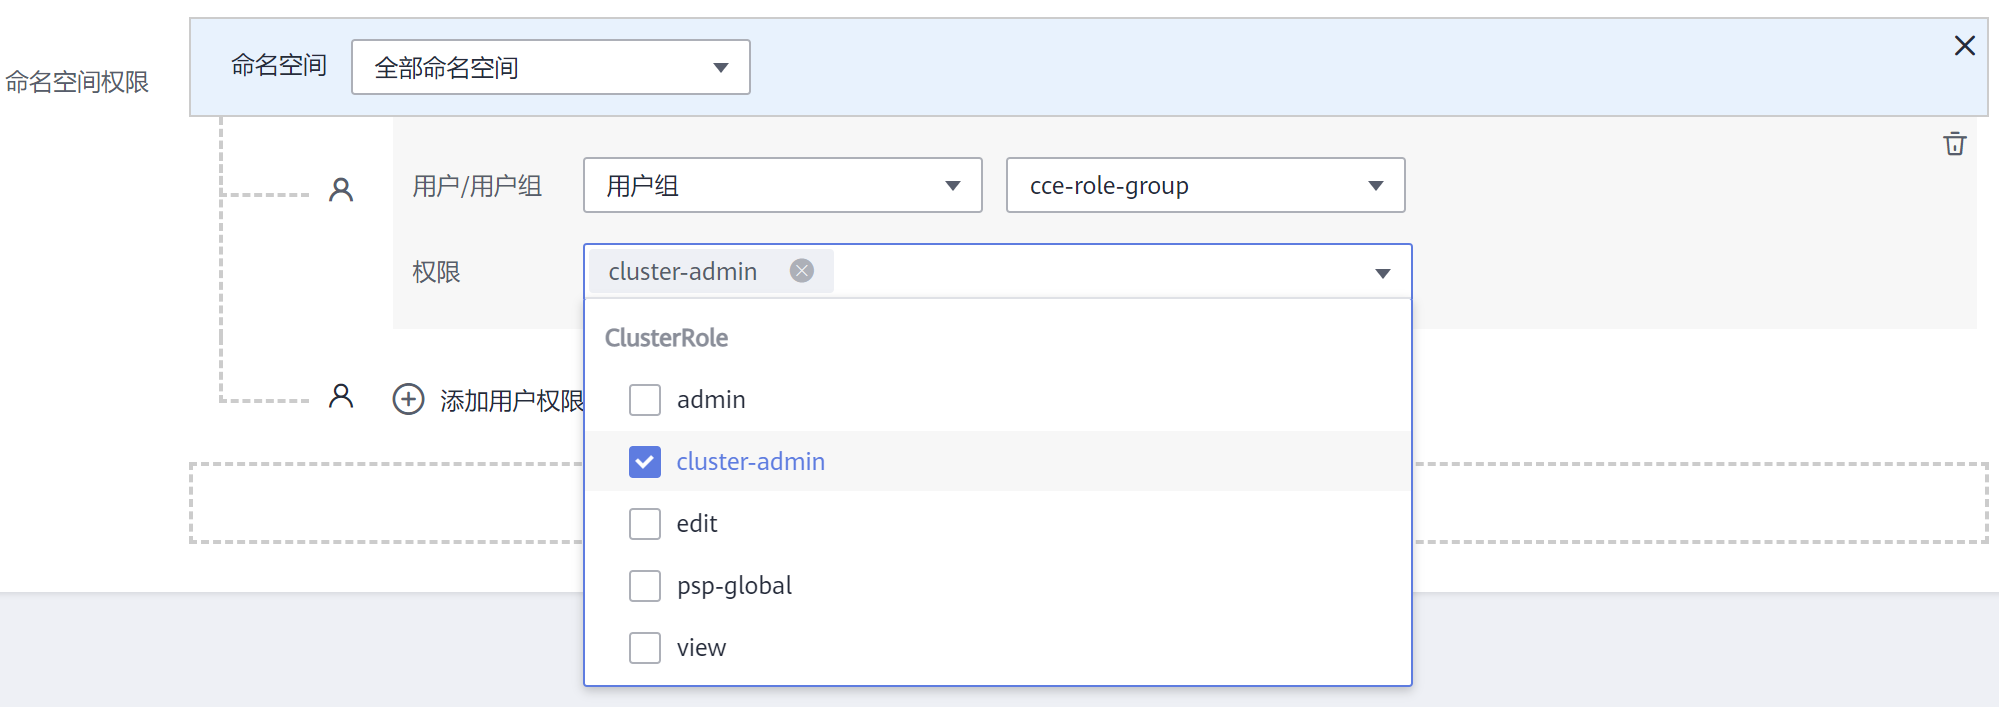 命名空间权限
命名空间 全部命名空间
用户/用户组 用户组 cce-role-group
权限 cluster-admin
ClusterRole
admin
添加用户权限
cluster-admin
edit
psp-global
view